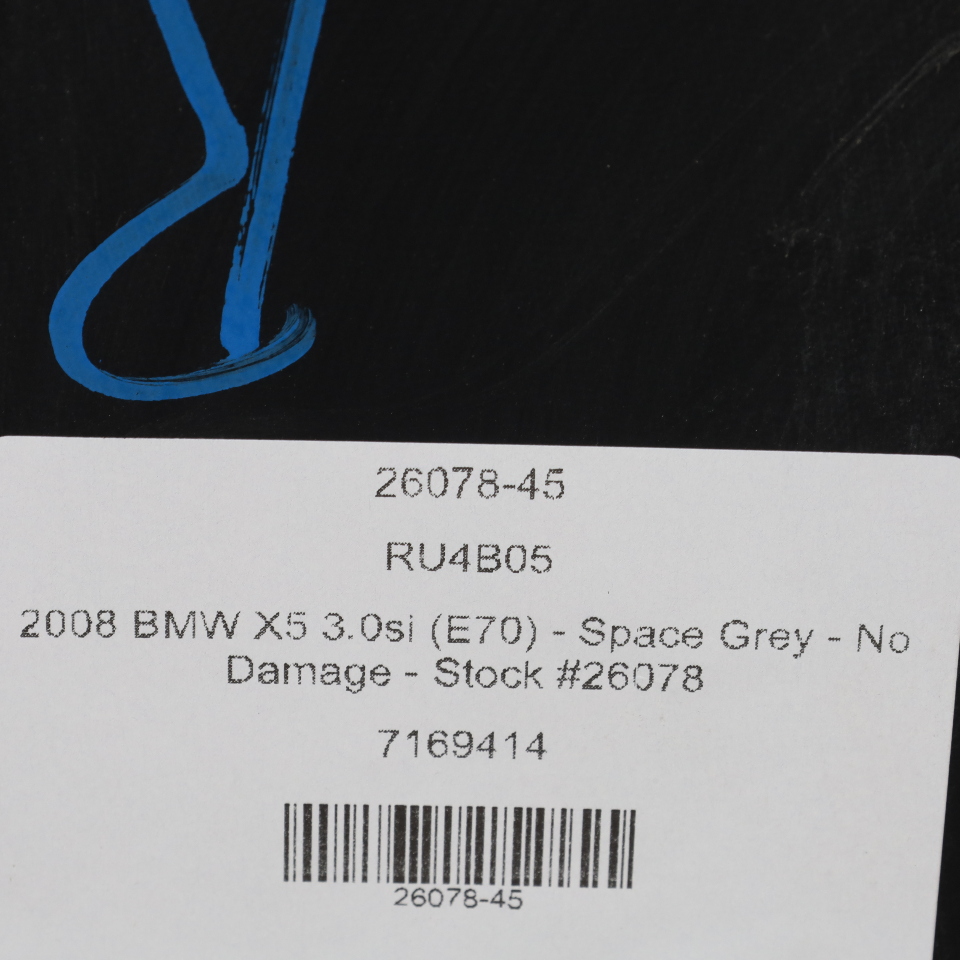 R
26078-45
RU4B05
2008 BMW X5 3.0si (E70) - Space Grey - No
Damage - Stock #26078
7169414
26078-45